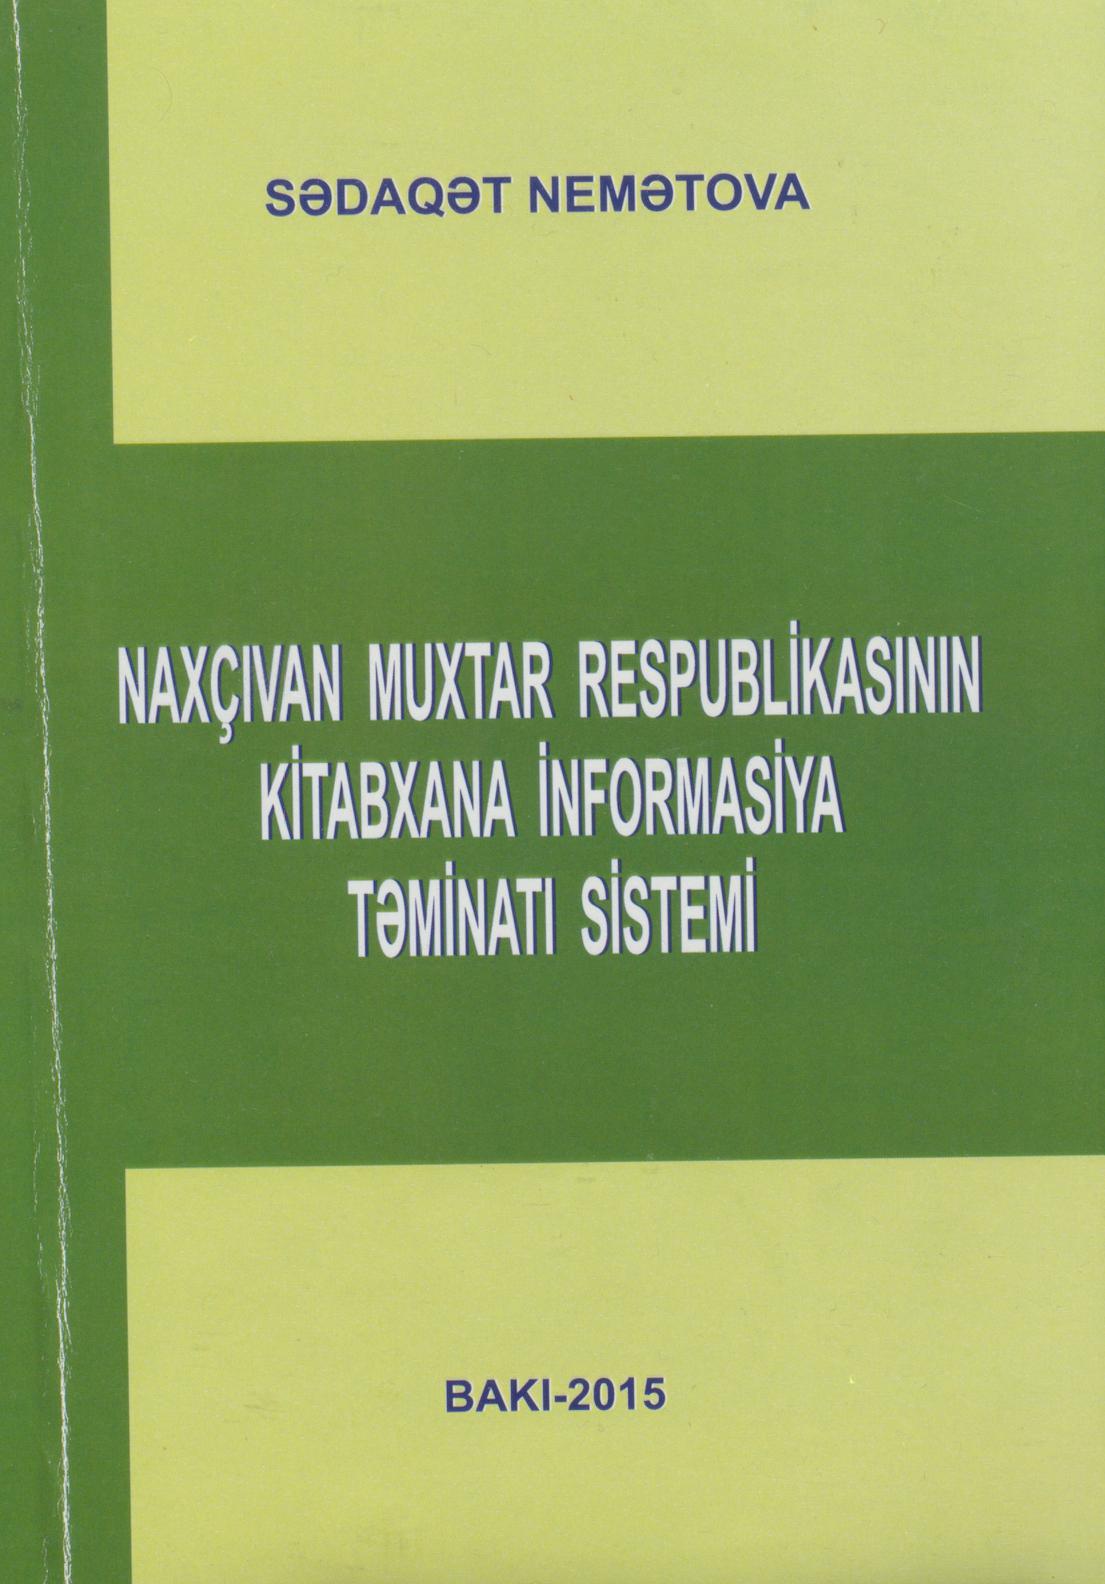 SƏDAQƏT NEMƏTOVA
NAXÇIVAN MUXTAR RESPUBLİKASININ
KİTABXANA İNFORMASİYA
TƏMİNATI SİSTEMİ
BAKI-2015